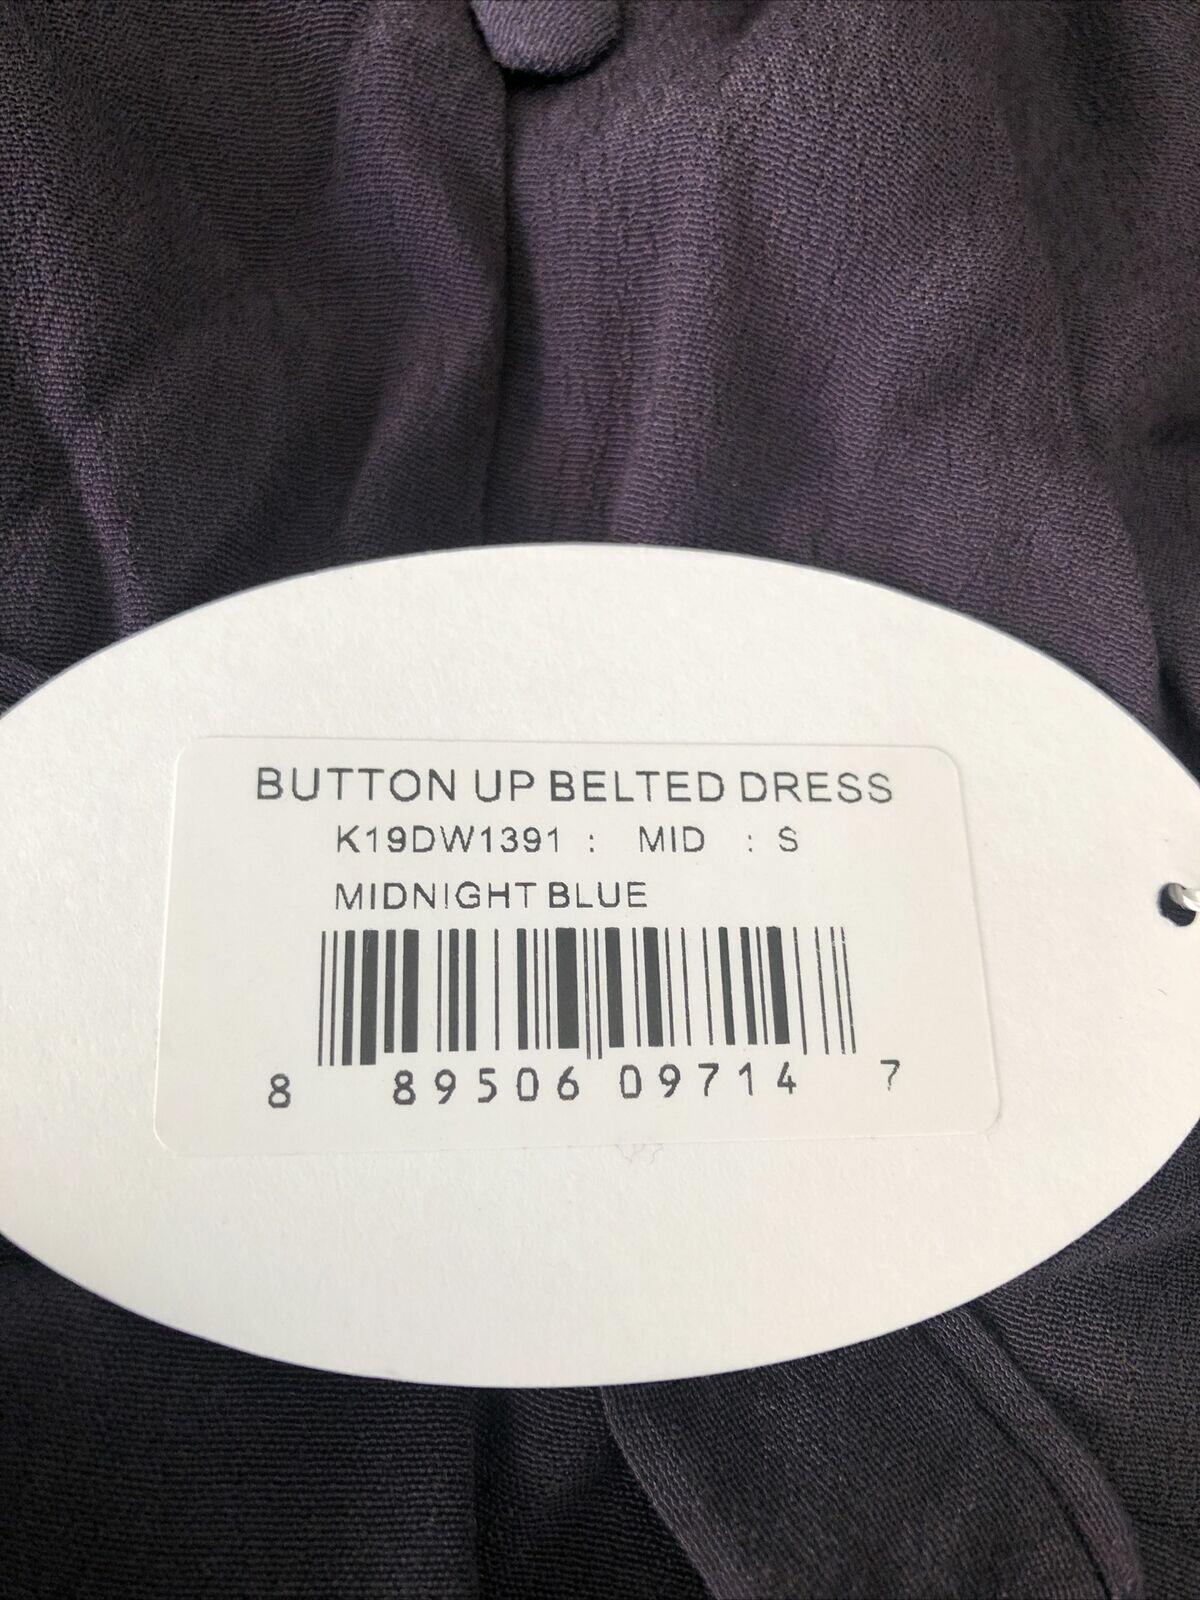 BUTTON UP BELTED DRESS
K19DW1391 : MID : S
MIDNIGHT BLUE
8 89506 09714 7